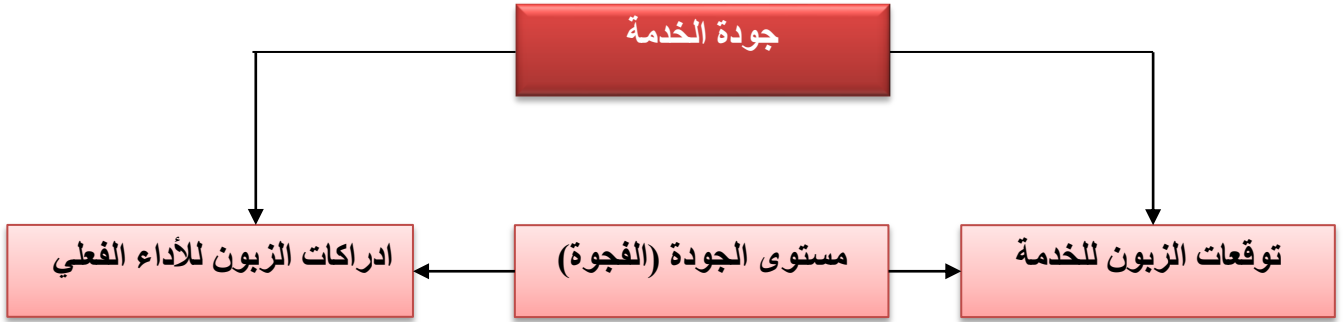 جودة الخدمة
توقعات الزبون للخدمة
مستوى الجودة (الفجوة)
ادراكات الزبون للأداء الفعلي